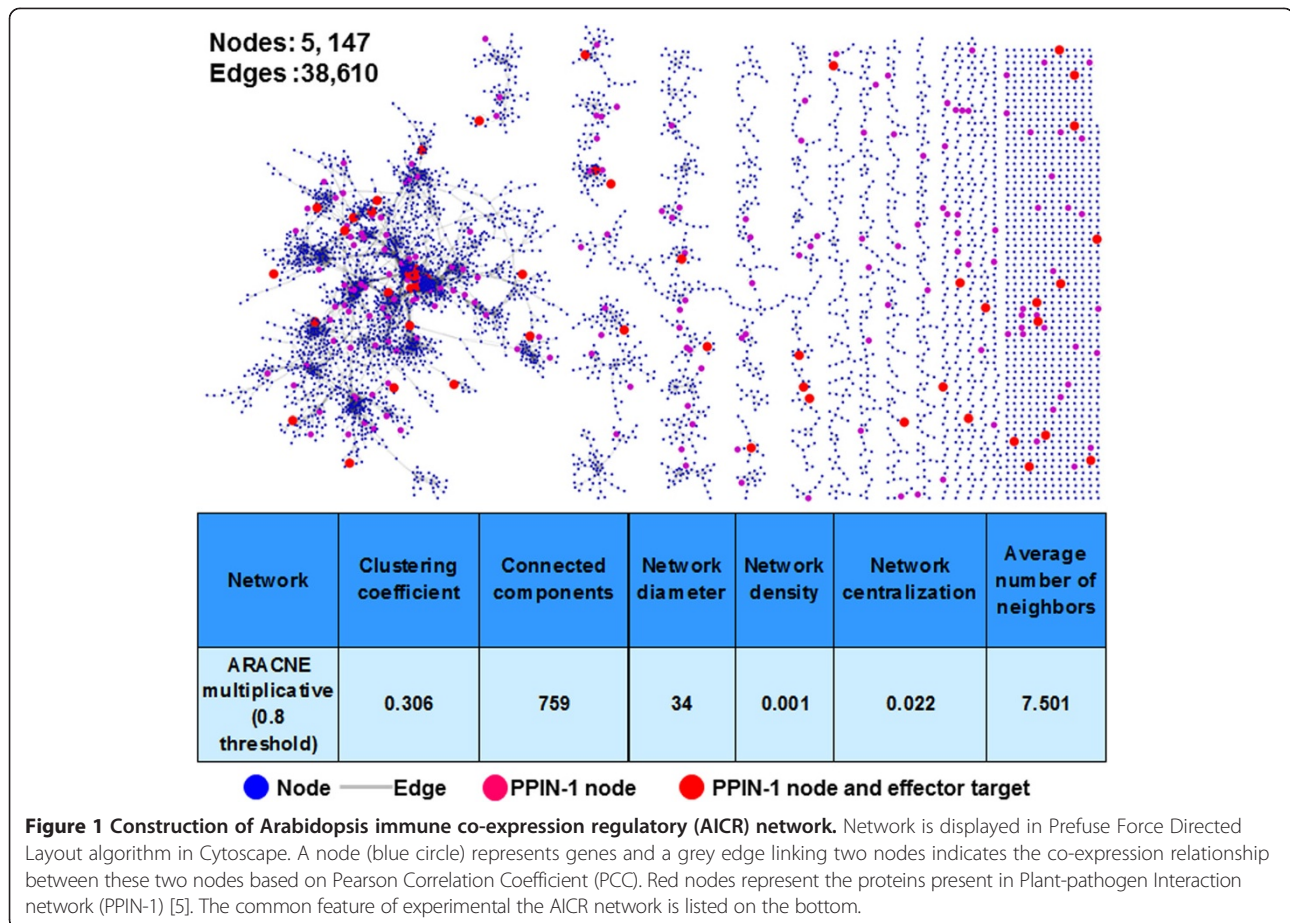 Nodes: 5, 147
Edges :38,610
Network
Clustering
coefficient
Connected
components
Network
diameter
Network
density
Network
centralization
Average
number of
neighbors
ARACNE
multiplicative
(0.8
threshold)
0.306
759
34
0.001
0.022
7.501
Node
Edge
PPIN-1 node
PPIN-1 node and effector target
Figure 1 Construction of Arabidopsis immune co-expression regulatory (AICR) network. Network is displayed in Prefuse Force Directed
Layout algorithm in Cytoscape. A node (blue circle) represents genes and a grey edge linking two nodes indicates the co-expression relationship
between these two nodes based on Pearson Correlation Coefficient (PCC). Red nodes represent the proteins present in Plant-pathogen Interaction
network (PPIN-1) [5]. The common feature of experimental the AICR network is listed on the bottom.